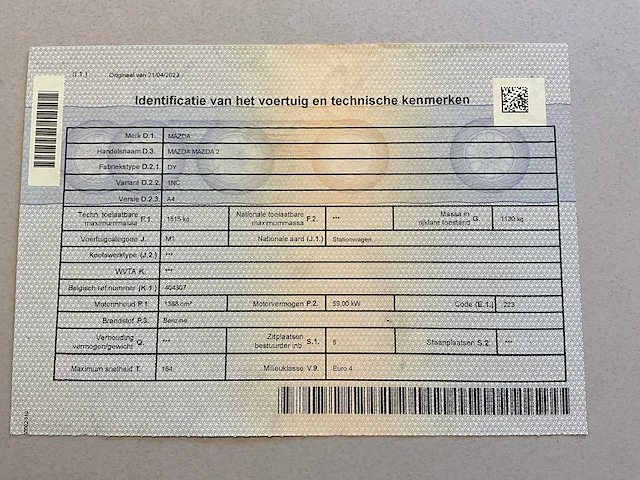 (I.1.) Origineel van 21/04/2023
Identificatie van het voertuig en technische kenmerken
Merk D.1. MAZDA
Handelsnaam D.3. MAZDA MAZDA 2
Fabriekstype D.2.1. DY
Variant D.2.2. 1NC
Versie D.2.3. A4
Techn. toelaatbare maximummassa F.1. 1515 kg Nationale toelaatbare maximummassa F.2. *** Massa in rijklare toestand G. 1130 kg
Voertuigcategorie J. M1 Nationale aard (J.1.) Stationwagen
Koetswerktype (J.2.) ***
WVTA K. ***
Belgisch ref.nummer (K.1.) 404307
Motorinhoud P.1. 1388 cm³ Motorvermogen P.2. 59,00 kW Code (E.1.) 223
Brandstof P.3. Benzine
Verhouding vermogen/gewicht Q. *** Zitplaatsen bestuurder inb. S.1. 5 Staanplaatsen S.2. ***
Maximum snelheid T. 164 Milieuklasse V.9. Euro 4